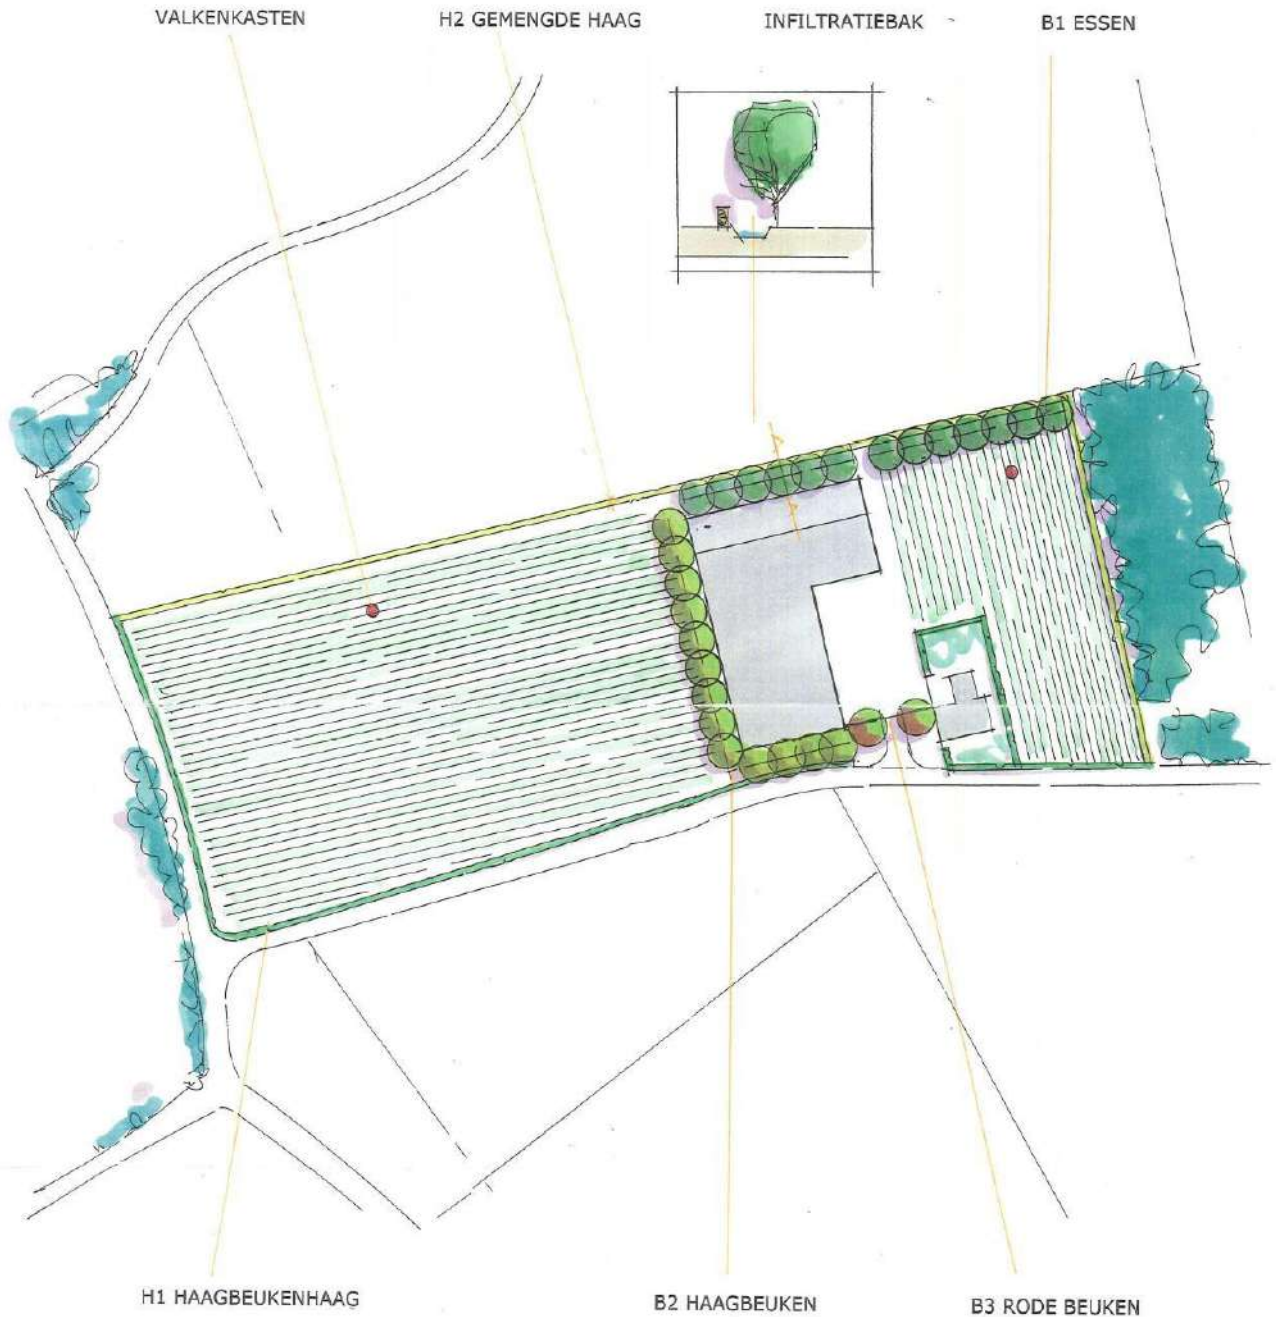 VALKENKASTEN
H2 GEMENGDE HAAG
INFILTRATIEBAK
B1 ESSEN
H1 HAAGBEUKENHAAG
B2 HAAGBEUKEN
B3 RODE BEUKEN